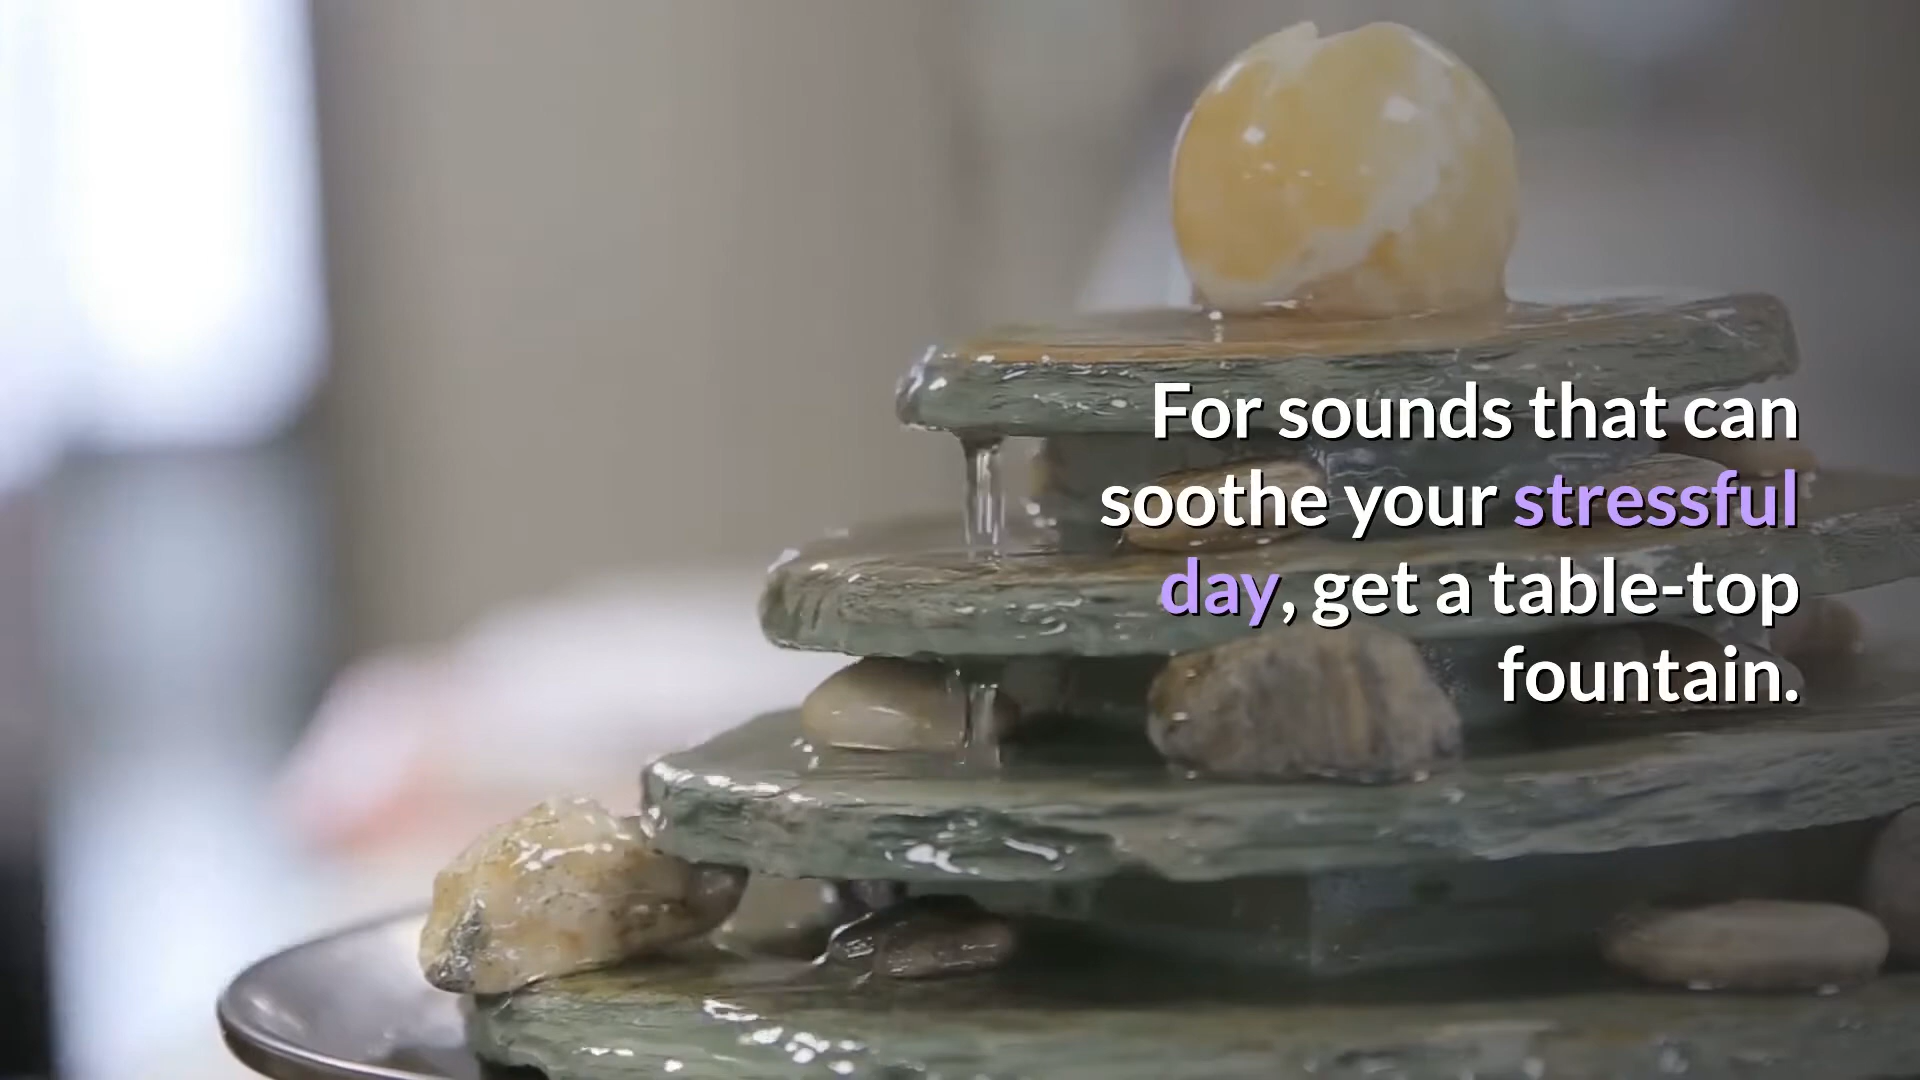 For sounds that can
soothe your stressful
day, get a table-top
fountain.